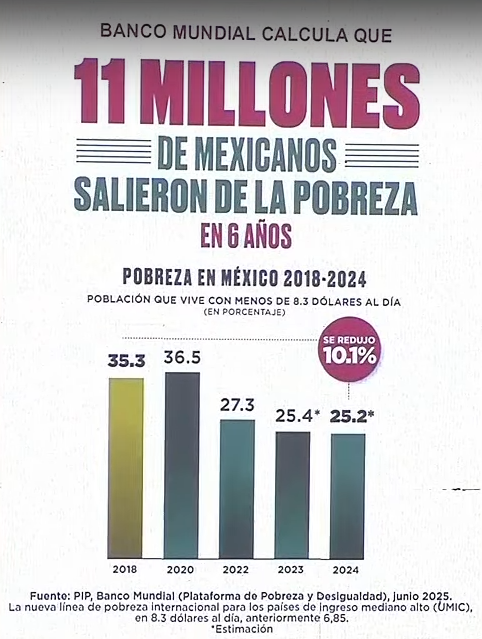 BANCO MUNDIAL CALCULA QUE
11 MILLONES
DE MEXICANOS
SALIERON DE LA POBREZA
EN 6 AÑOS
POBREZA EN MÉXICO 2018-2024
POBLACIÓN QUE VIVE CON MENOS DE 8.3 DÓLARES AL DÍA
(EN PORCENTAJE)
SE REDUJO
10.1%
35.3
36.5
27.3
25.4*
25.2*
2018
2020
2022
2023
2024
Fuente: PIP, Banco Mundial (Plataforma de Pobreza y Desigualdad), junio 2025.
La nueva línea de pobreza internacional para los países de ingreso mediano alto (UMIC),
en 8.3 dólares al día, anteriormente 6,85.
*Estimación